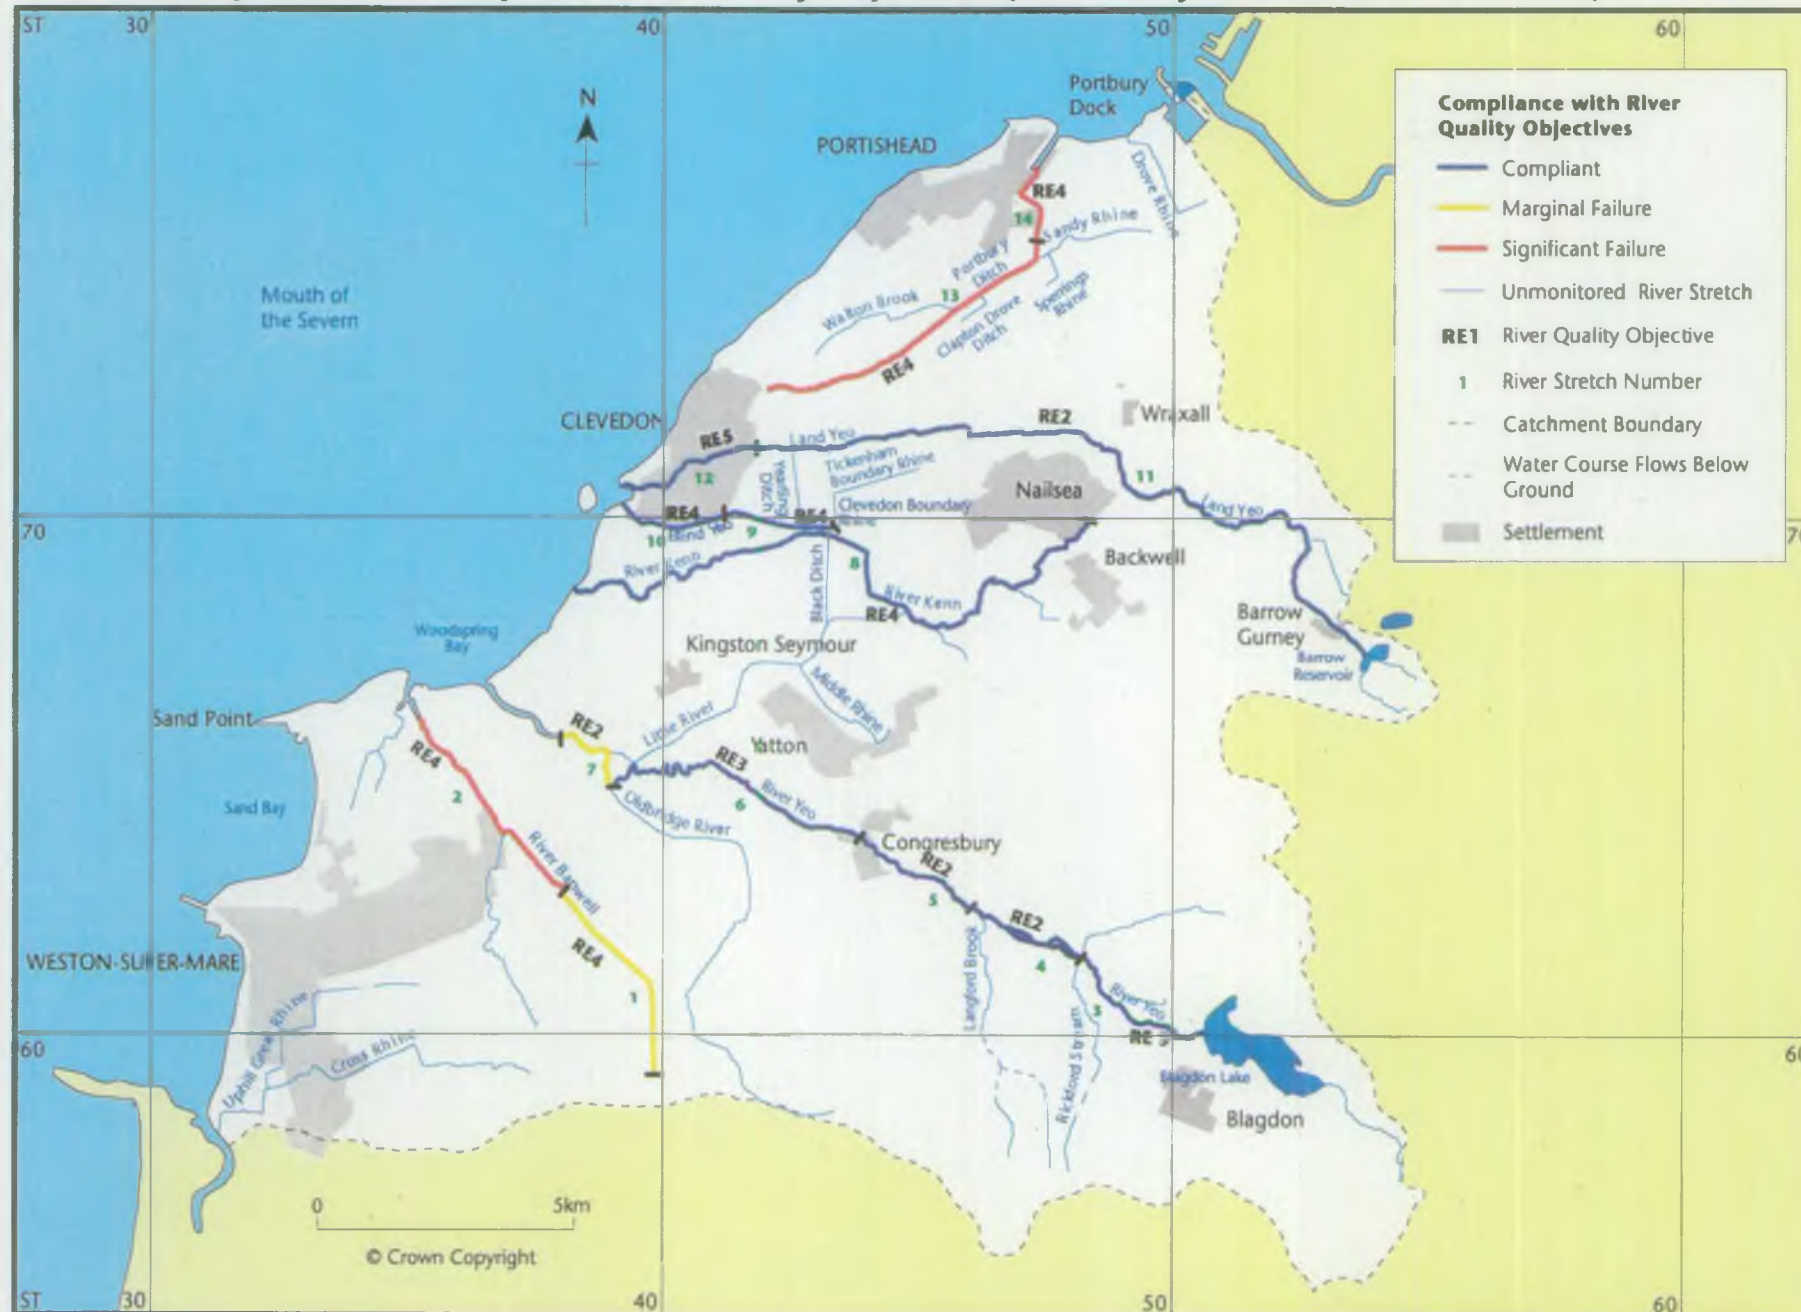 ST 30 40 50 60
N
Portbury
Dock
PORTISHEAD
Drove Rhine
RE4
14
Sandy Rhine
Portbury
Ditch
13
Walton Brook
Spennings
Rhine
Clapton Drove
Ditch
RE4
Mouth of
the Severn
CLEVEDON
RE5
Land Yeo
RE2
Wraxall
12
Yearling
Ditch
Tickenham
Boundary Rhine
Nailsea
11
Land Yeo
Clevedon Boundary
Rhine
RE4
RE4
10
Blind Yeo
9
70
River Kenn
8
Black Ditch
River Kenn
RE4
Backwell
Barrow
Gurney
Barrow
Reservoir
Woodspring
Bay
Kingston Seymour
Middle Rhine
Sand Point
RE2
Little River
Yatton
7
RE4
2
RE3
6
River Yeo
Oldbridge River
Sand Bay
Congresbury
River Banwell
RE2
5
RE4
RE2
4
1
WESTON-SUPER-MARE
Langford Brook
River Yeo
3
RE
Rickford Stream
60
Uphill Great Rhine
Cross Rhine
Blagdon Lake
Blagdon
0 5km
© Crown Copyright
ST 30 40 50 60
Compliance with River
Quality Objectives
Compliant
Marginal Failure
Significant Failure
Unmonitored River Stretch
RE1 River Quality Objective
1 River Stretch Number
Catchment Boundary
Water Course Flows Below
Ground
Settlement